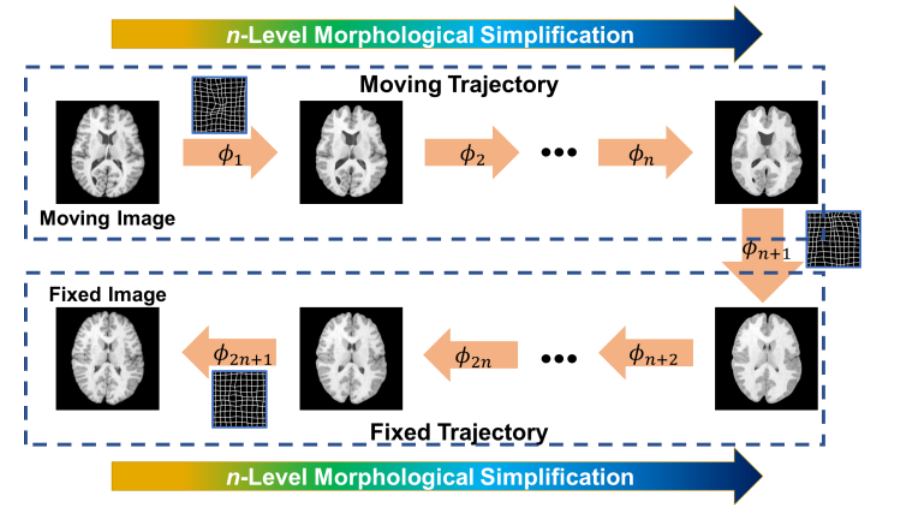 n-Level Morphological Simplification
Moving Trajectory
ϕ₁
ϕ₂
•••
ϕₙ
Moving Image
ϕₙ₊₁
Fixed Image
ϕ₂ₙ₊₁
ϕ₂ₙ
•••
ϕₙ₊₂
Fixed Trajectory
n-Level Morphological Simplification